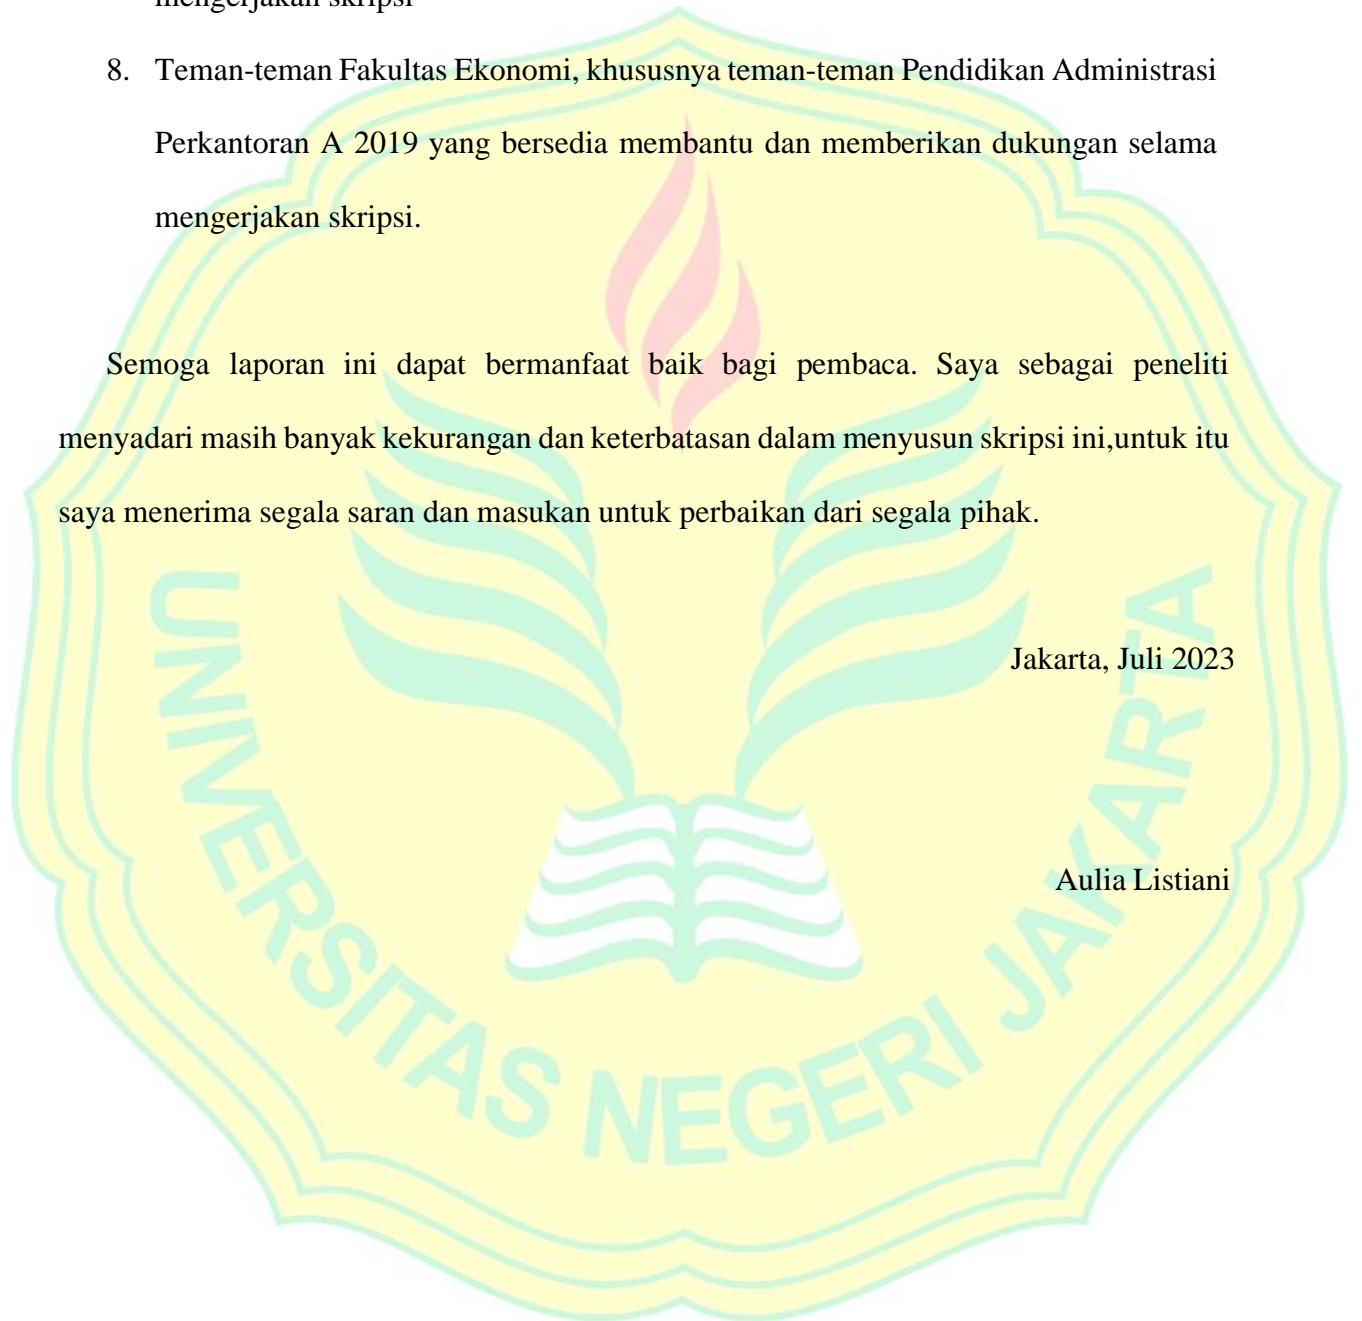 mengerjakan skripsi
8. Teman-teman Fakultas Ekonomi, khususnya teman-teman Pendidikan Administrasi
Perkantoran A 2019 yang bersedia membantu dan memberikan dukungan selama
mengerjakan skripsi.
Semoga laporan ini dapat bermanfaat baik bagi pembaca. Saya sebagai peneliti
menyadari masih banyak kekurangan dan keterbatasan dalam menyusun skripsi ini,untuk itu
saya menerima segala saran dan masukan untuk perbaikan dari segala pihak.
Jakarta, Juli 2023
Aulia Listiani
UNIVERSITAS NEGERI JAKARTA